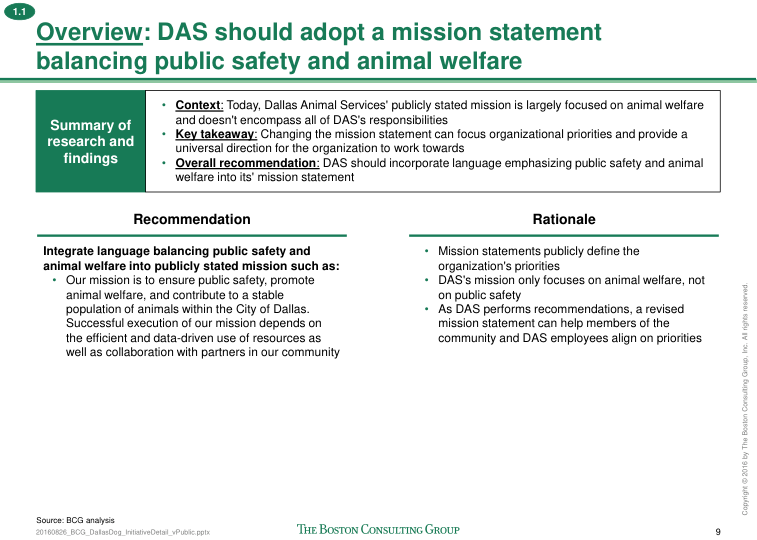 1.1
Overview: DAS should adopt a mission statement
balancing public safety and animal welfare
Summary of
research and
findings
• Context: Today, Dallas Animal Services' publicly stated mission is largely focused on animal welfare
and doesn't encompass all of DAS's responsibilities
• Key takeaway: Changing the mission statement can focus organizational priorities and provide a
universal direction for the organization to work towards
• Overall recommendation: DAS should incorporate language emphasizing public safety and animal
welfare into its' mission statement
Recommendation
Integrate language balancing public safety and
animal welfare into publicly stated mission such as:
• Our mission is to ensure public safety, promote
animal welfare, and contribute to a stable
population of animals within the City of Dallas.
Successful execution of our mission depends on
the efficient and data-driven use of resources as
well as collaboration with partners in our community
Rationale
• Mission statements publicly define the
organization's priorities
• DAS's mission only focuses on animal welfare, not
on public safety
• As DAS performs recommendations, a revised
mission statement can help members of the
community and DAS employees align on priorities
Copyright © 2016 by The Boston Consulting Group, Inc. All rights reserved.
Source: BCG analysis
20160826_BCG_DallasDog_InitiativeDetail_vPublic.pptx
THE BOSTON CONSULTING GROUP
9